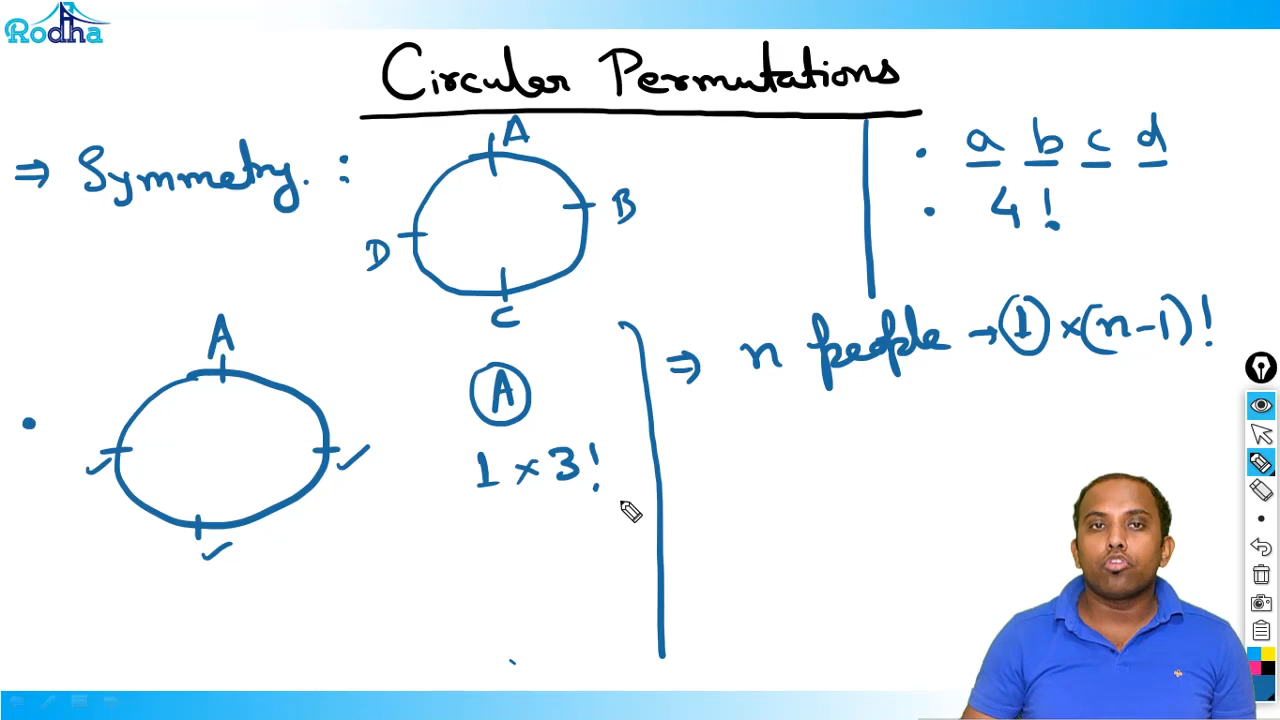 Rodha
Circular Permutations
⇒ Symmetry. :
A
B
C
D
• a b c d
• 4!
⇒ n people → 1 × (n-1)!
• A
A
1 × 3!